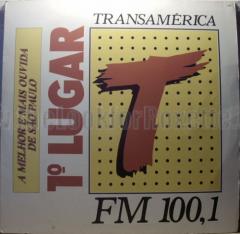 TRANSAMÉRICA
A MELHOR E MAIS OUVIDA
DE SÃO PAULO
1º LUGAR
T
FM 100,1